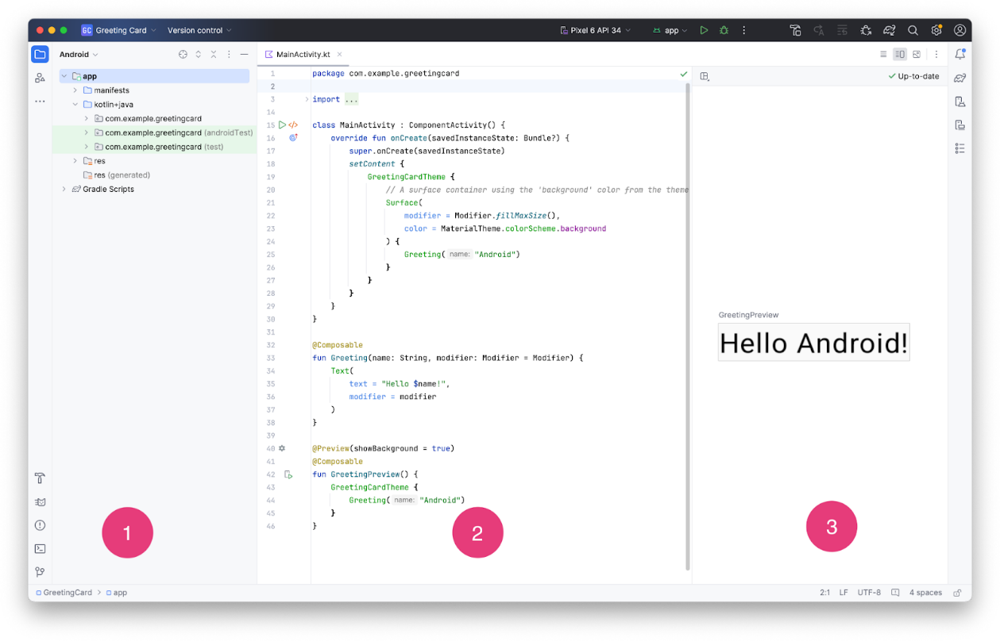 GC Greeting Card Version control Pixel 6 API 34 app
Android
MainActivity.kt
app
manifests
kotlin+java
com.example.greetingcard
com.example.greetingcard (androidTest)
com.example.greetingcard (test)
res
res (generated)
Gradle Scripts
1 package com.example.greetingcard
2
3 import ...
14
15 class MainActivity : ComponentActivity() {
16 override fun onCreate(savedInstanceState: Bundle?) {
17 super.onCreate(savedInstanceState)
18 setContent {
19 GreetingCardTheme {
20 // A surface container using the 'background' color from the theme
21 Surface(
22 modifier = Modifier.fillMaxSize(),
23 color = MaterialTheme.colorScheme.background
24 ) {
25 Greeting( name: "Android")
26 }
27 }
28 }
29 }
30 }
31
32 @Composable
33 fun Greeting(name: String, modifier: Modifier = Modifier) {
34 Text(
35 text = "Hello $name!",
36 modifier = modifier
37 )
38 }
39
40 @Preview(showBackground = true)
41 @Composable
42 fun GreetingPreview() {
43 GreetingCardTheme {
44 Greeting( name: "Android")
45 }
46 }
Up-to-date
GreetingPreview
Hello Android!
1
2
3
GreetingCard > app
2:1 LF UTF-8 4 spaces